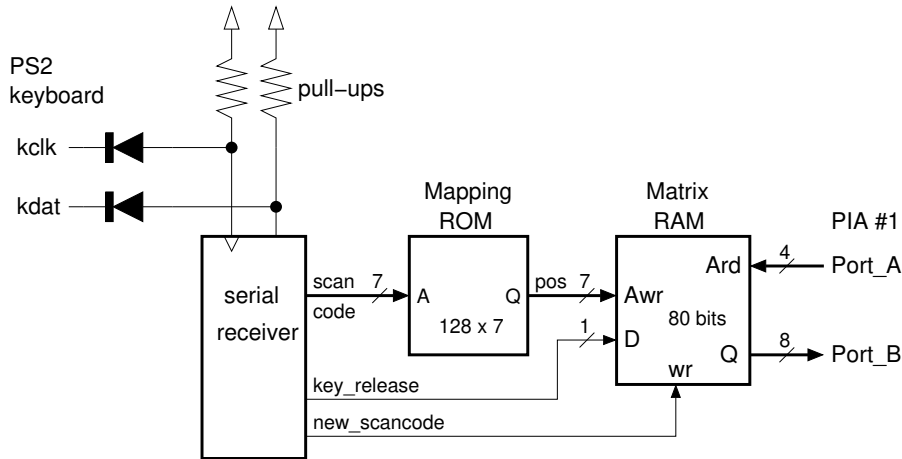 PS2
keyboard
pull-ups
kclk
kdat
Mapping
ROM
Matrix
RAM
PIA #1
serial
receiver
scan
code
7
A
Q
128 x 7
pos
7
1
Ard
Awr
80 bits
D
Q
wr
4
Port_A
8
Port_B
key_release
new_scancode